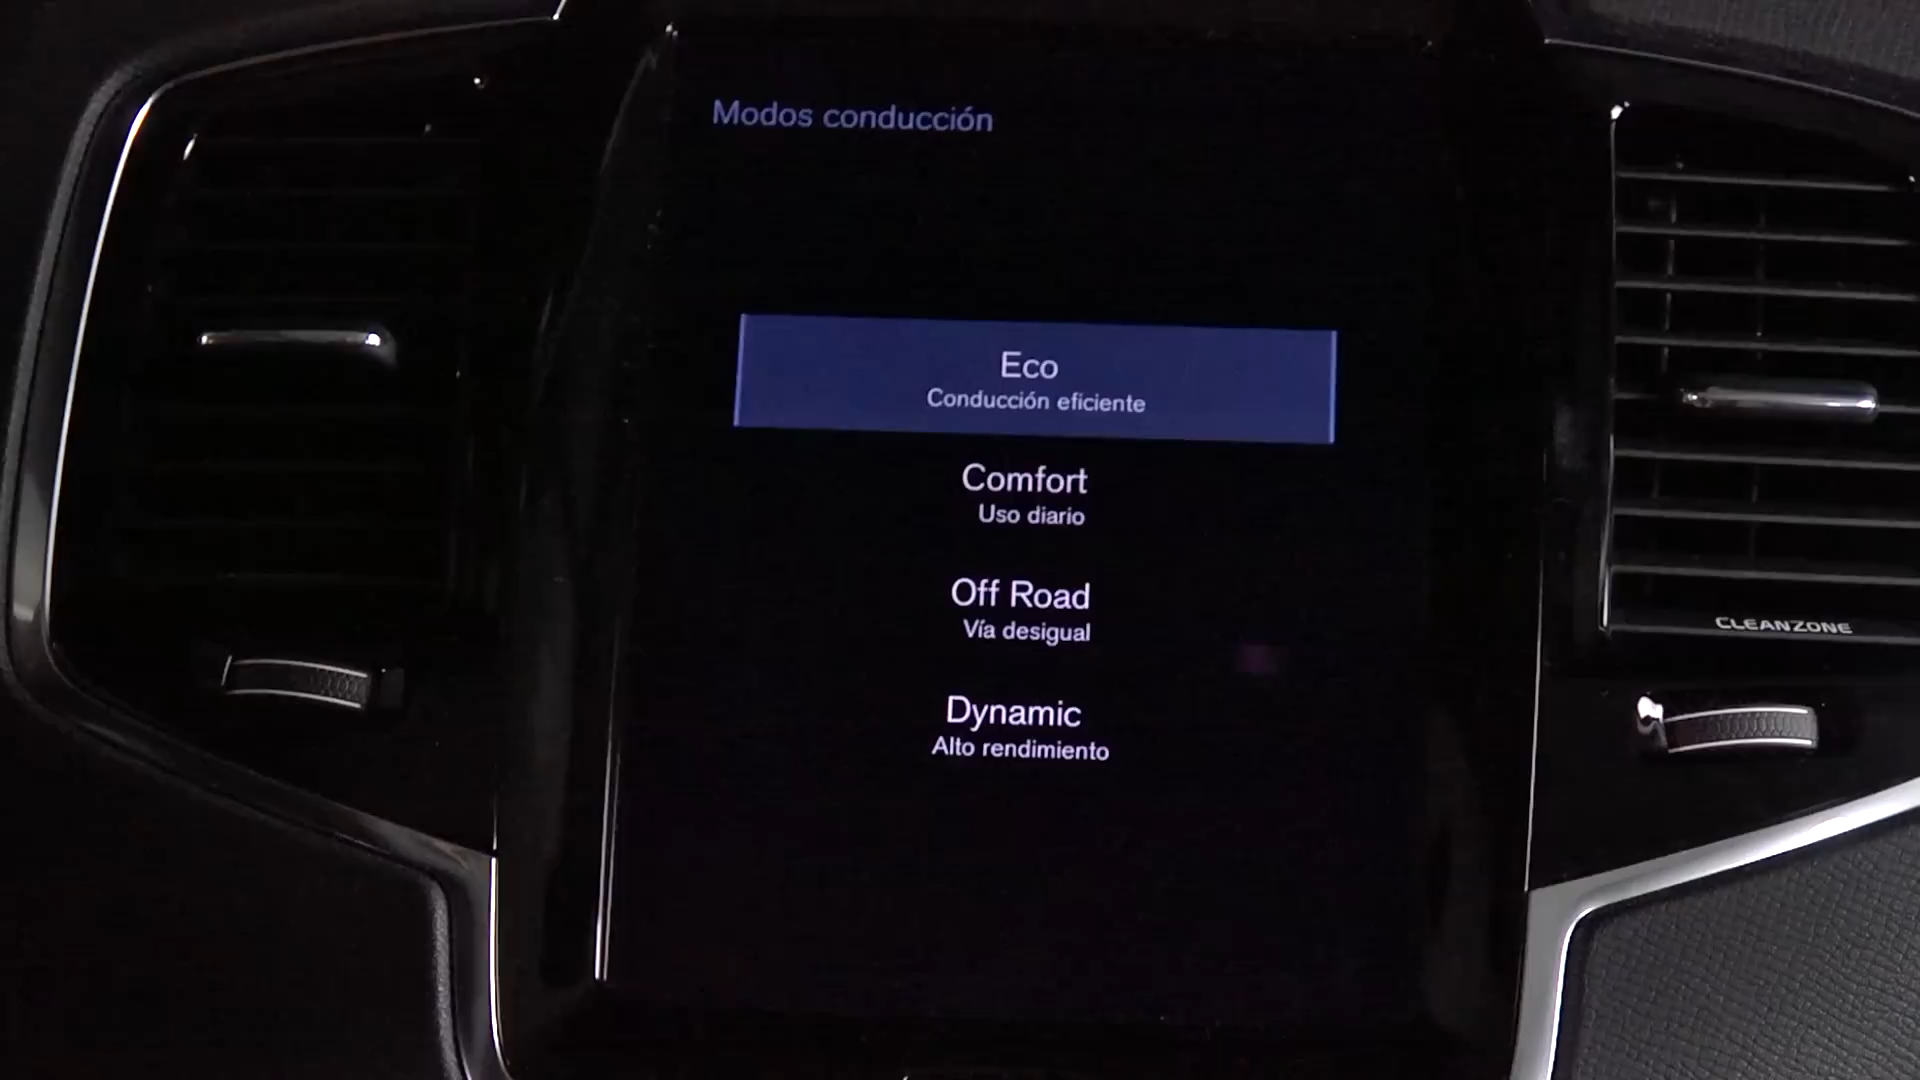 Modos conducción
Eco
Conducción eficiente
Comfort
Uso diario
Off Road
Vía desigual
CLEANZONE
Dynamic
Alto rendimiento